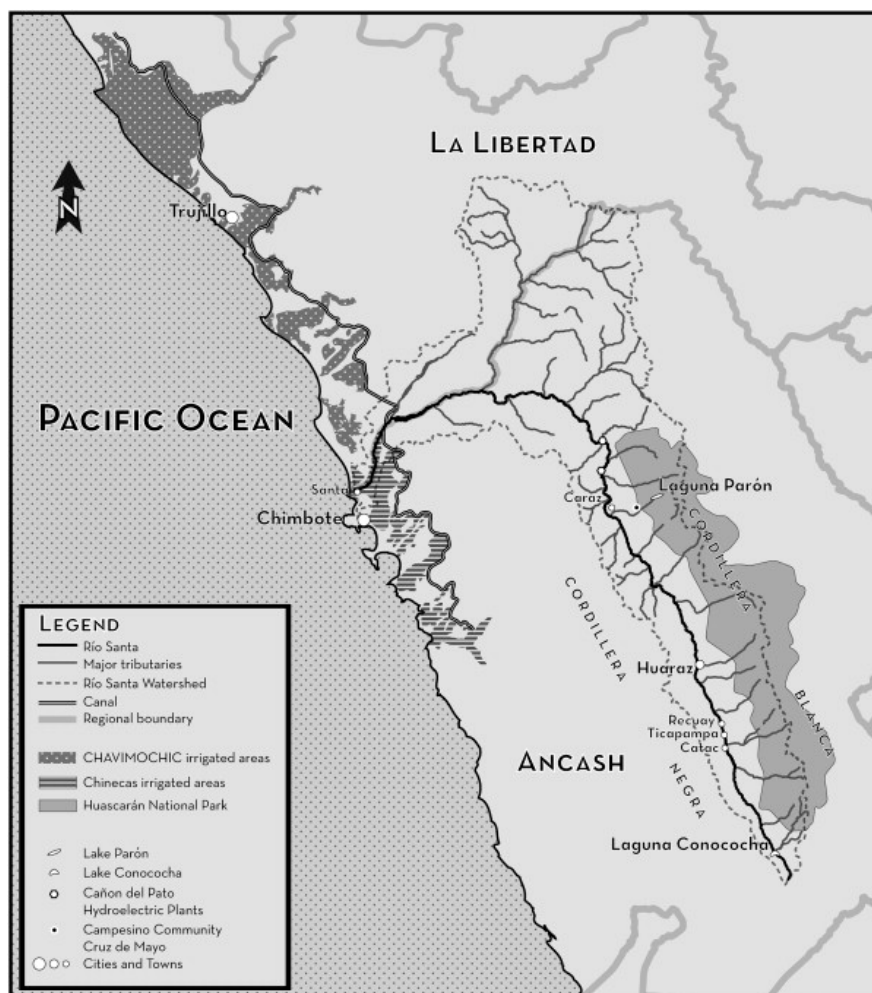 LA LIBERTAD
N
Trujillo
PACIFIC OCEAN
Santa
Chimbote
Caraz
Laguna Parón
CORDILLERA BLANCA
CORDILLERA NEGRA
Huaraz
Recuay
Ticapampa
Catac
ANCASH
Laguna Conococha
LEGEND
Río Santa
Major tributaries
Río Santa Watershed
Canal
Regional boundary
CHAVIMOCHIC irrigated areas
Chinecas irrigated areas
Huascarán National Park
Lake Parón
Lake Conococha
Cañon del Pato
Hydroelectric Plants
Campesino Community
Cruz de Mayo
Cities and Towns